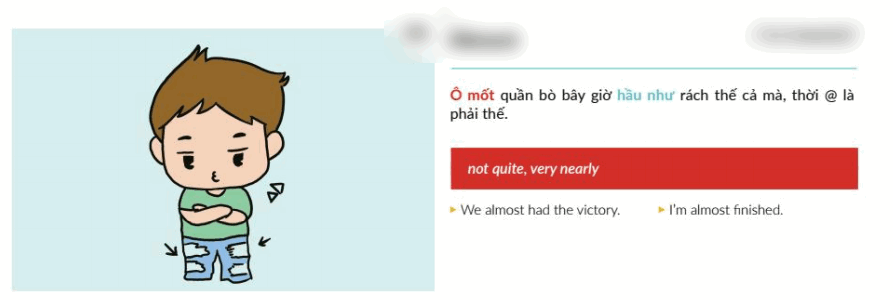 Ô mốt quần bò bây giờ hầu như rách thế cả mà, thời @ là
phải thế.
not quite, very nearly
▸ We almost had the victory. ▸ I'm almost finished.